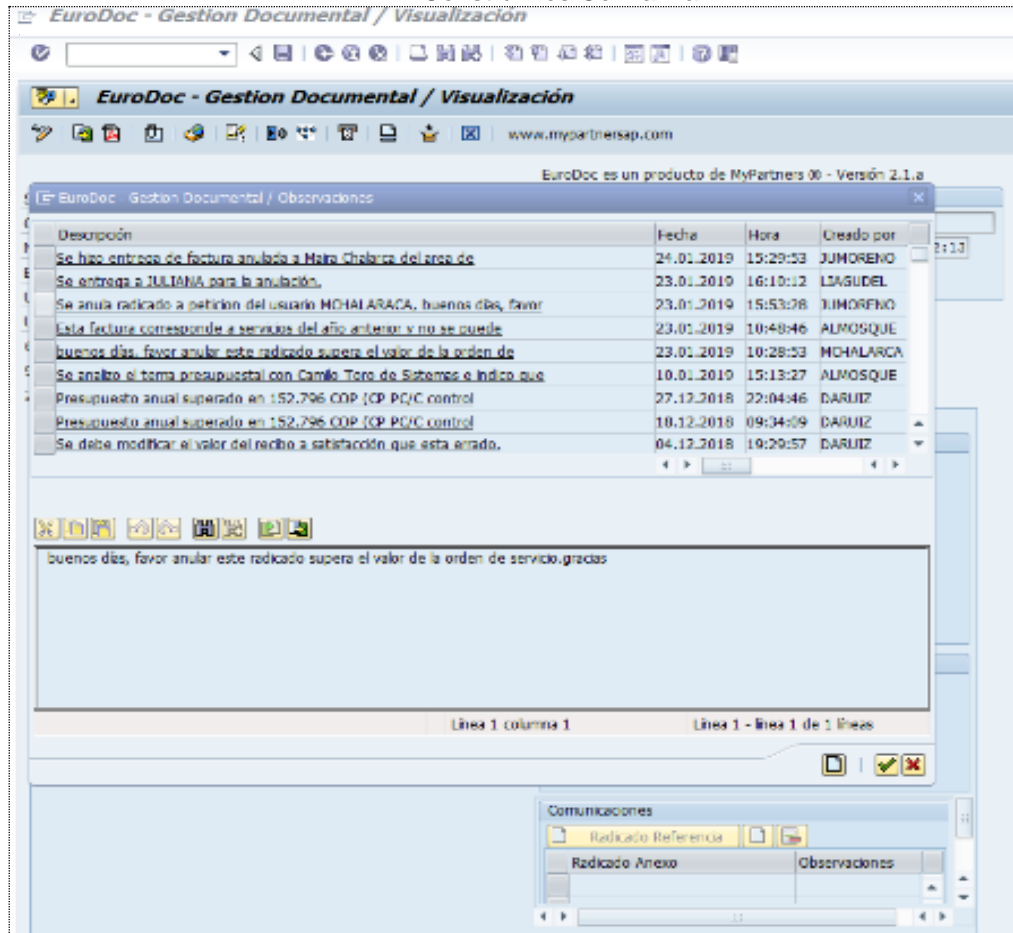 EuroDoc - Gestion Documental / Visualización
EuroDoc - Gestion Documental / Visualización
www.mypartnersap.com
EuroDoc es un producto de MyPartners ® - Versión 2.1.a
EuroDoc - Gestion Documental / Observaciones
Descripción Fecha Hora Creado por
Se hizo entrega de factura anulada a Maira Chalarca del area de 24.01.2019 15:29:53 JUMORENO
Se entrega a JULIANA para la anulación. 23.01.2019 16:10:12 LIAGUDEL
Se anula radicado a peticion del usuario MOHALARACA, buenos días, favor 23.01.2019 15:53:28 JUMORENO
Esta factura corresponde a servicios del año anterior y no se puede 23.01.2019 10:48:46 ALMOSQUE
buenos días, favor anular este radicado supera el valor de la orden de 23.01.2019 10:28:53 MOHALARCA
Se analizo el tema presupuestal con Camilo Toro de Sistemas e indico que 10.01.2019 15:13:27 ALMOSQUE
Presupuesto anual superado en 152.796 COP (CP PC/C control 27.12.2018 22:04:46 DARUIZ
Presupuesto anual superado en 152.796 COP (CP PC/C control 18.12.2018 09:34:09 DARUIZ
Se debe modificar el valor del recibo a satisfacción que esta errado. 04.12.2018 19:29:57 DARUIZ
buenos días, favor anular este radicado supera el valor de la orden de servicio.gracias
Línea 1 columna 1 Línea 1 - línea 1 de 1 líneas
Comunicaciones
Radicado Referencia
Radicado Anexo Observaciones